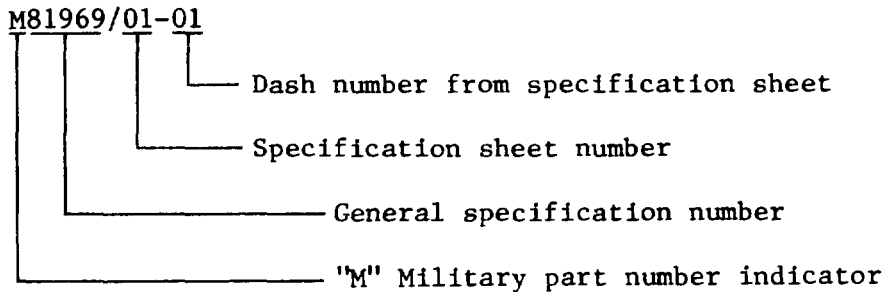 M81969/01-01
Dash number from specification sheet
Specification sheet number
General specification number
"M" Military part number indicator